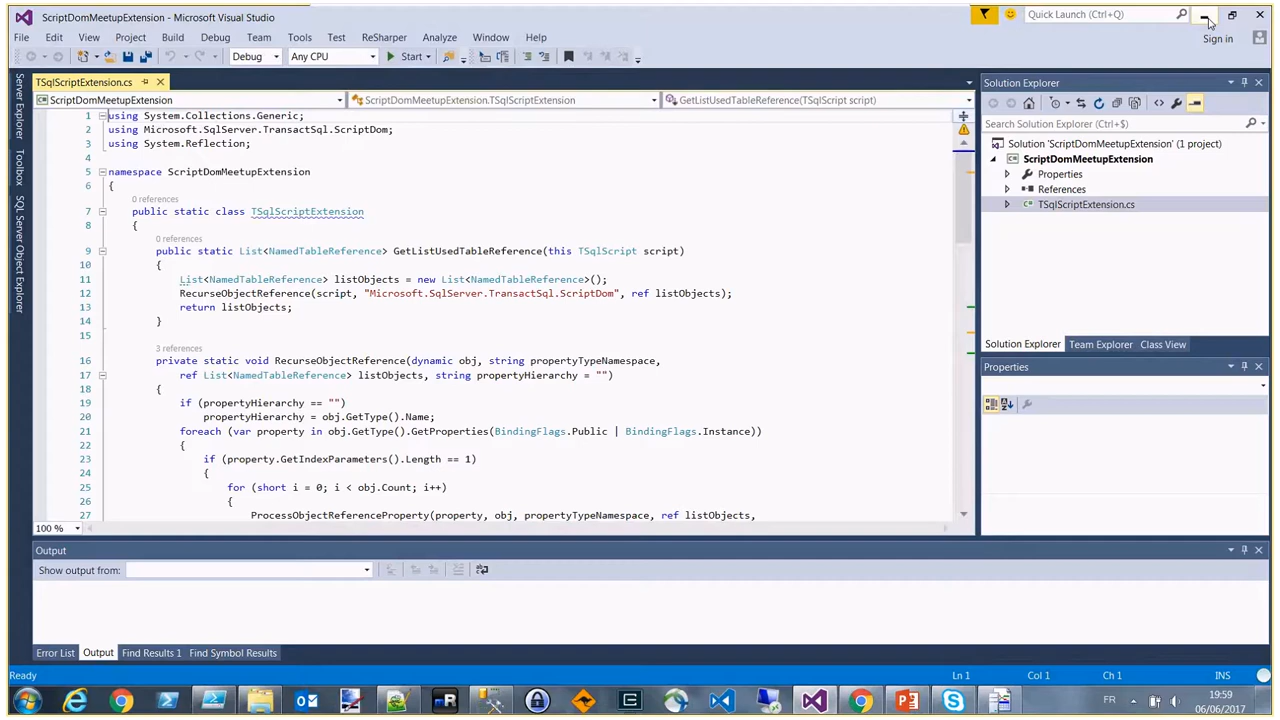 ScriptDomMeetupExtension - Microsoft Visual Studio
Quick Launch (Ctrl+Q)
File Edit View Project Build Debug Team Tools Test ReSharper Analyze Window Help
Sign in
Debug Any CPU Start
Server Explorer
Toolbox
SQL Server Object Explorer
TSqlScriptExtension.cs
ScriptDomMeetupExtension ScriptDomMeetupExtension.TSqlScriptExtension GetListUsedTableReference(TSqlScript script)
1 using System.Collections.Generic;
2 using Microsoft.SqlServer.TransactSql.ScriptDom;
3 using System.Reflection;
4
5 namespace ScriptDomMeetupExtension
6 {
0 references
7 public static class TSqlScriptExtension
8 {
0 references
9 public static List<NamedTableReference> GetListUsedTableReference(this TSqlScript script)
10 {
11 List<NamedTableReference> listObjects = new List<NamedTableReference>();
12 RecurseObjectReference(script, "Microsoft.SqlServer.TransactSql.ScriptDom", ref listObjects);
13 return listObjects;
14 }
15
3 references
16 private static void RecurseObjectReference(dynamic obj, string propertyTypeNamespace,
17 ref List<NamedTableReference> listObjects, string propertyHierarchy = "")
18 {
19 if (propertyHierarchy == "")
20 propertyHierarchy = obj.GetType().Name;
21 foreach (var property in obj.GetType().GetProperties(BindingFlags.Public | BindingFlags.Instance))
22 {
23 if (property.GetIndexParameters().Length == 1)
24 {
25 for (short i = 0; i < obj.Count; i++)
26 {
27 ProcessObjectReferenceProperty(property, obj, propertyTypeNamespace, ref listObjects,
100 %
Solution Explorer
Search Solution Explorer (Ctrl+$)
Solution 'ScriptDomMeetupExtension' (1 project)
ScriptDomMeetupExtension
Properties
References
TSqlScriptExtension.cs
Solution Explorer Team Explorer Class View
Properties
Output
Show output from:
Error List Output Find Results 1 Find Symbol Results
Ready Ln 1 Col 1 Ch 1 INS
FR
19:59
06/06/2017